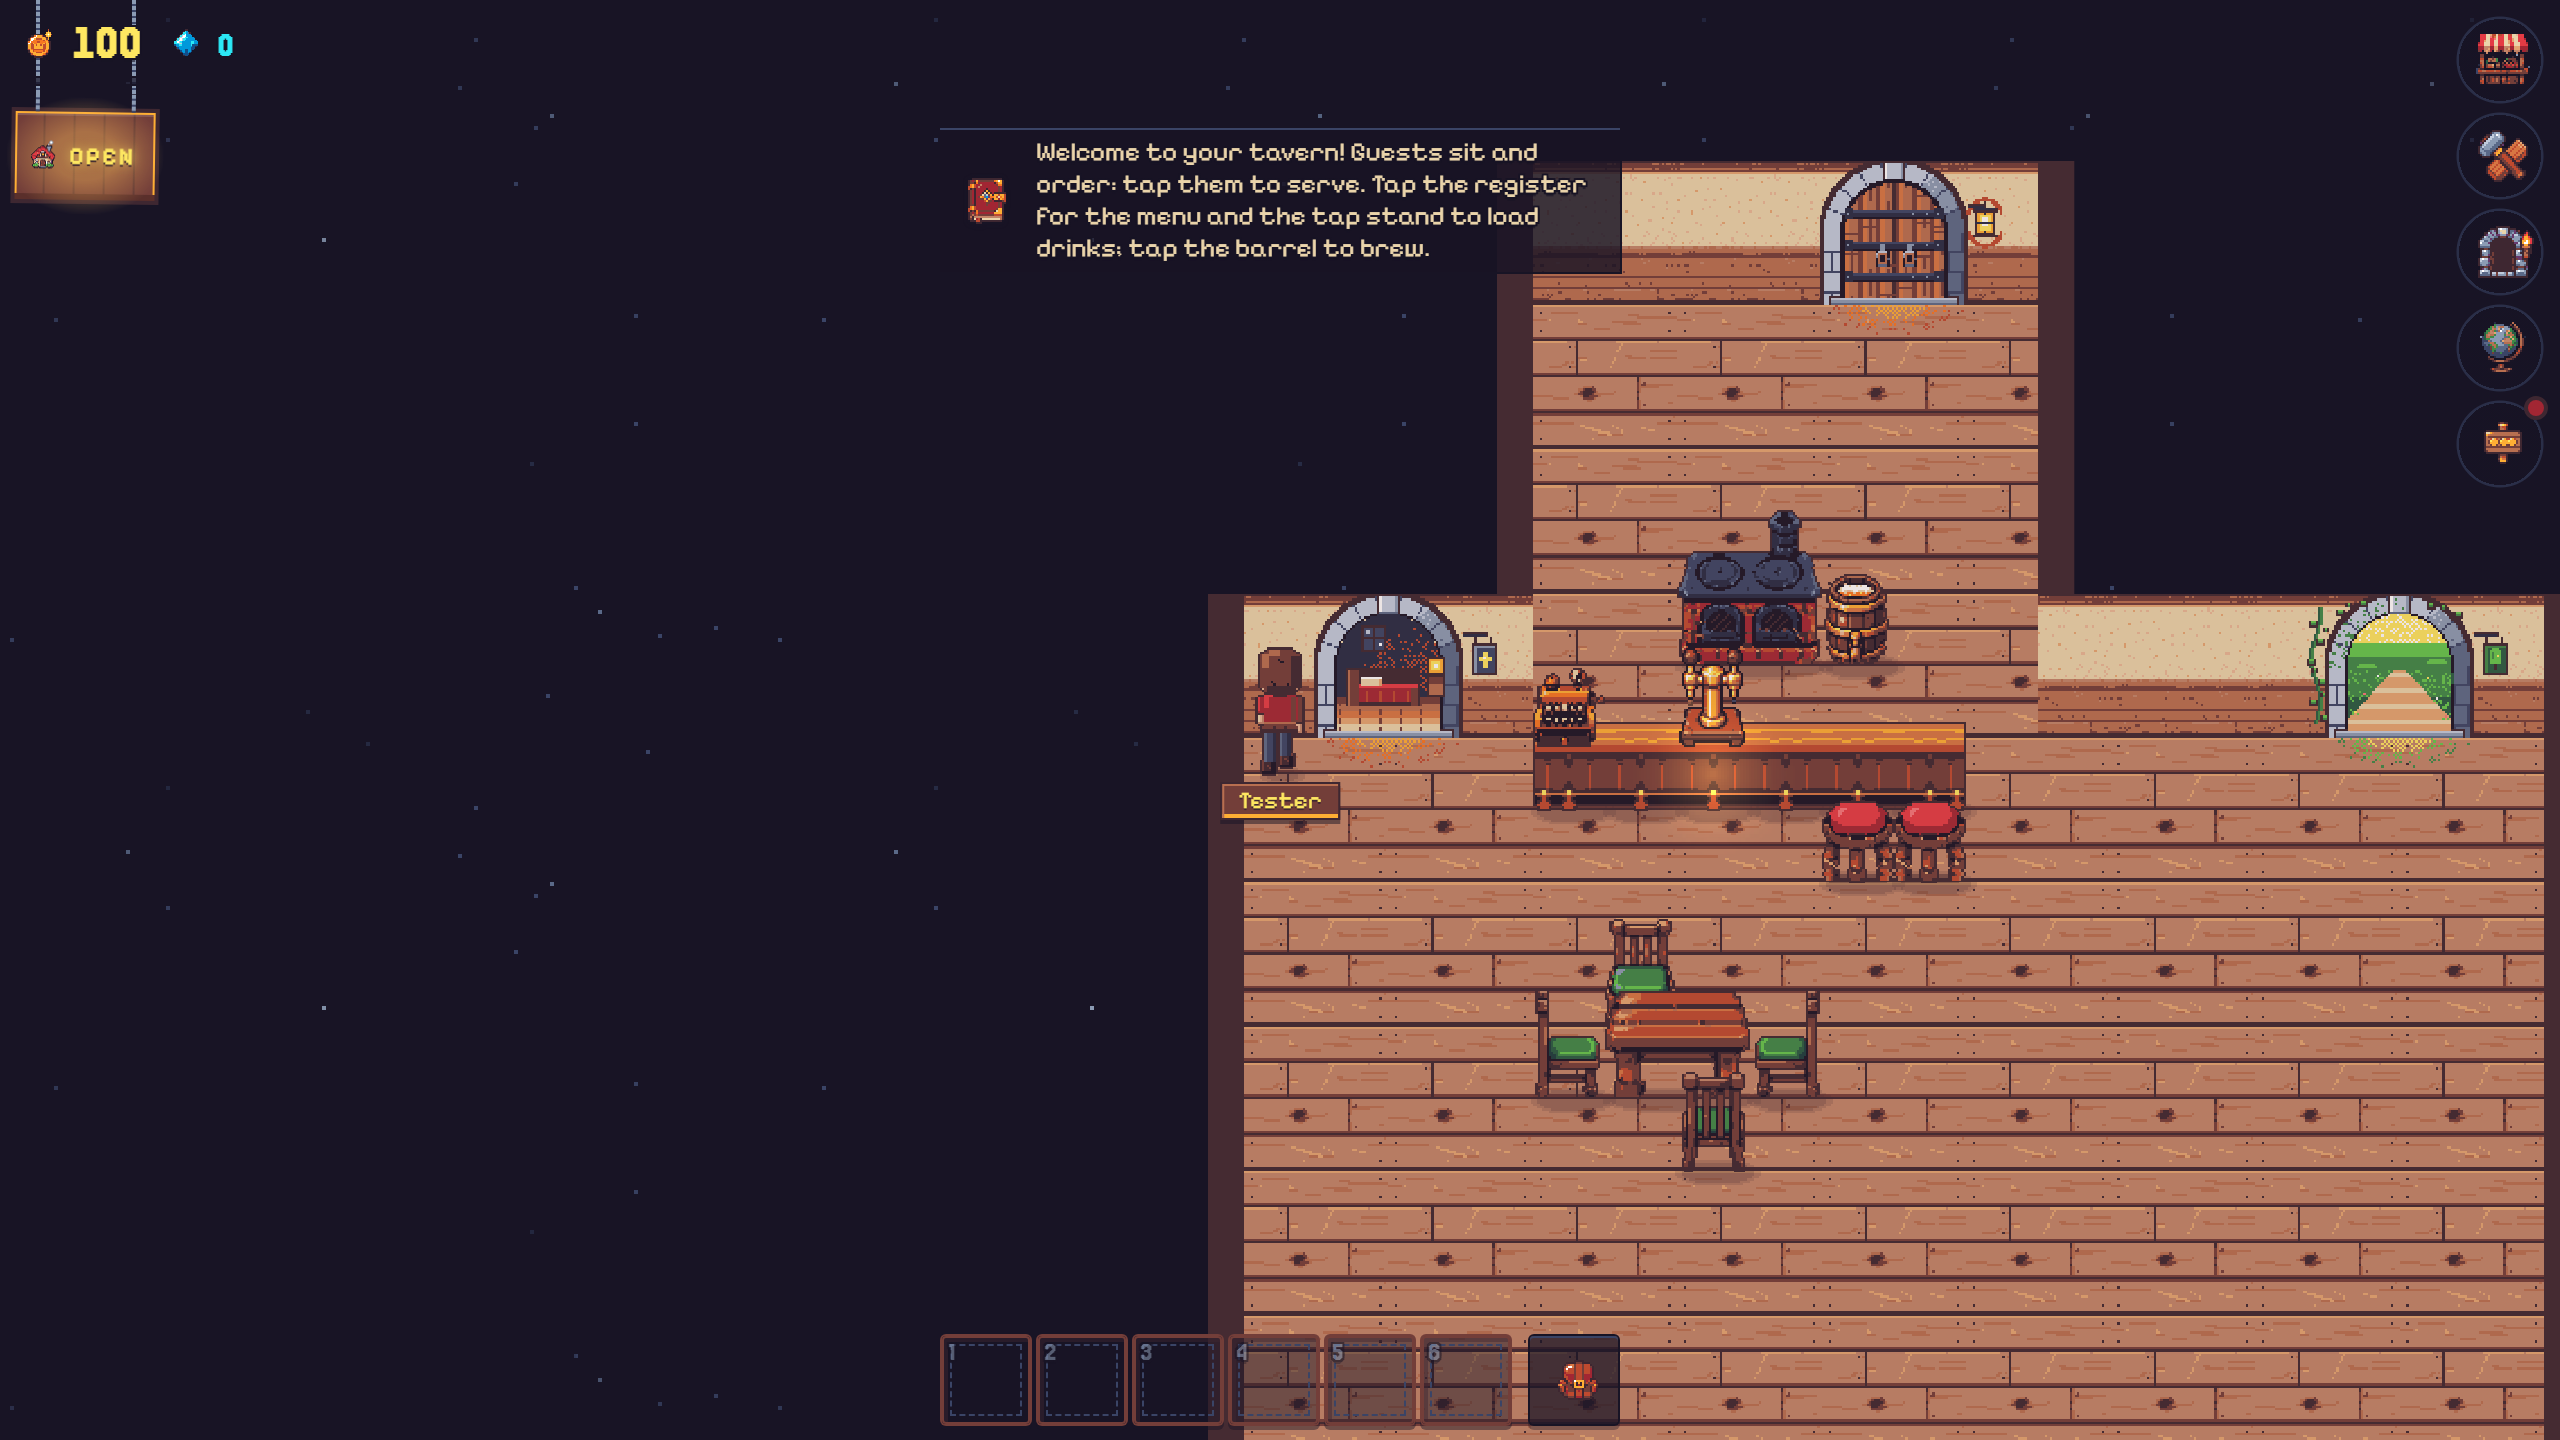 100 0
OPEN
Welcome to your tavern! Guests sit and
order: tap them to serve. Tap the register
for the menu and the tap stand to load
drinks; tap the barrel to brew.
Tester
1 2 3 4 5 6